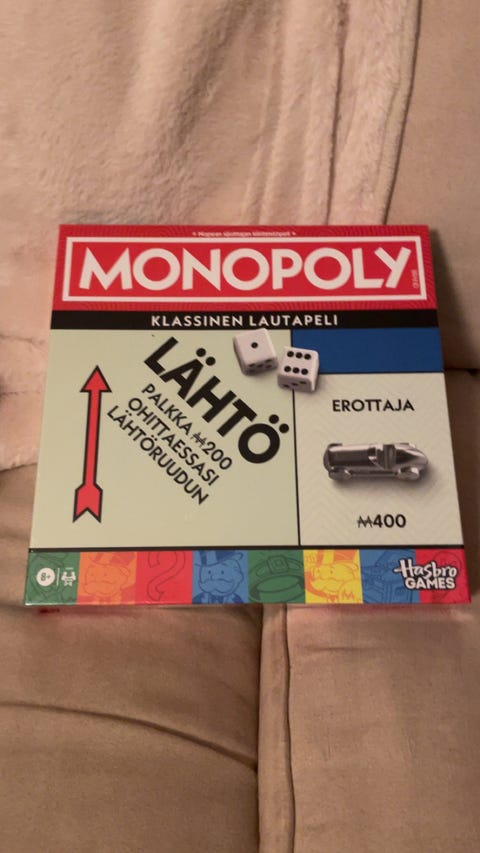 MONOPOLY
KLASSINEN LAUTAPELI
LÄHTÖ
PALKKA ₩200
OHITTAESSASI
LÄHTÖRUUDUN
EROTTAJA
₩400
8+
Hasbro
GAMES